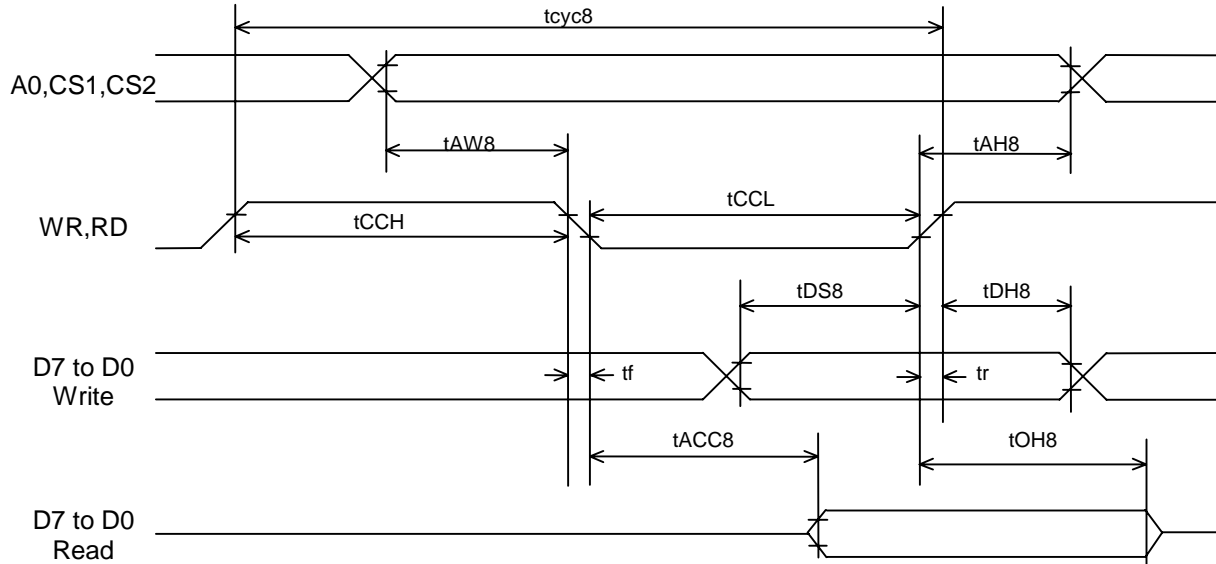 tcyc8
A0,CS1,CS2
tAW8
tAH8
WR,RD
tCCH
tCCL
tDS8
tDH8
D7 to D0
Write
tf
tr
tACC8
tOH8
D7 to D0
Read